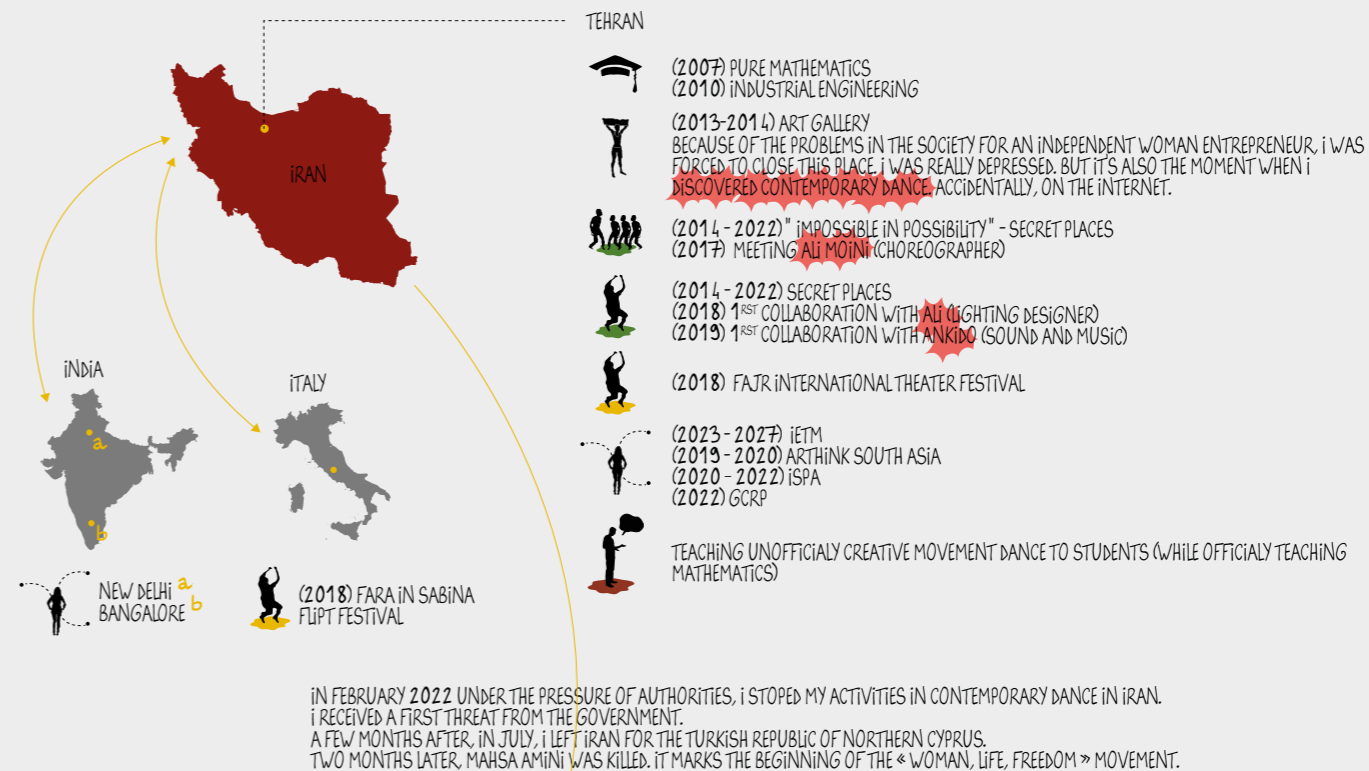 TEHRAN
(2007) PURE MATHEMATICS
(2010) iNDUSTRIAL ENGINEERING
(2013-2014) ART GALLERY
BECAUSE OF THE PROBLEMS IN THE SOCIETY FOR AN INDEPENDENT WOMAN ENTREPRENEUR, i WAS
FORCED TO CLOSE THIS PLACE. i WAS REALLY DEPRESSED. BUT IT'S ALSO THE MOMENT WHEN i
DISCOVERED CONTEMPORARY DANCE, ACCIDENTALLY, ON THE INTERNET.
(2014 - 2022) " iMPOSSIBLE IN POSSIBILITY " - SECRET PLACES
(2017) MEETING ALI MOINI (CHOREOGRAPHER)
(2014 - 2022) SECRET PLACES
(2018) 1RST COLLABORATION WITH ALI (LIGHTING DESIGNER)
(2019) 1RST COLLABORATION WITH ANKIDO (SOUND AND MUSIC)
(2018) FAJR INTERNATIONAL THEATER FESTIVAL
(2023 - 2027) iETM
(2019 - 2020) ARTHINK SOUTH ASIA
(2020 - 2022) iSPA
(2022) GCRP
TEACHING UNOFFICIALY CREATIVE MOVEMENT DANCE TO STUDENTS (WHILE OFFICIALY TEACHING
MATHEMATICS)
iRAN
iNDiA
a
b
iTALY
NEW DELHI a
BANGALORE b
(2018) FARA IN SABINA
FLIPT FESTIVAL
iN FEBRUARY 2022 UNDER THE PRESSURE OF AUTHORITIES, i STOPED MY ACTIVITIES IN CONTEMPORARY DANCE IN IRAN.
i RECEIVED A FIRST THREAT FROM THE GOVERNMENT.
A FEW MONTHS AFTER, IN JULY, i LEFT IRAN FOR THE TURKISH REPUBLIC OF NORTHERN CYPRUS.
TWO MONTHS LATER, MAHSA AMINI WAS KILLED. IT MARKS THE BEGINNING OF THE « WOMAN, LIFE, FREEDOM » MOVEMENT.